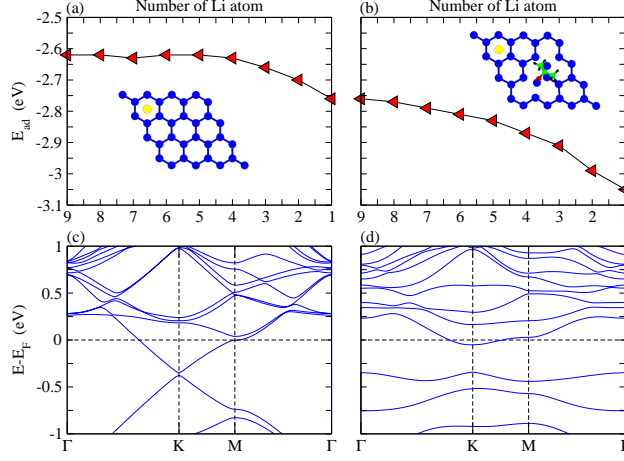 (a) Number of Li atom
(b) Number of Li atom
E_ad (eV)
-2.5
-2.6
-2.7
-2.8
-2.9
-3
-3.1
9 8 7 6 5 4 3 2 1
9 8 7 6 5 4 3 2 1
(c)
(d)
E-E_F (eV)
1
0.5
0
-0.5
-1
Γ K M Γ
Γ K M Γ